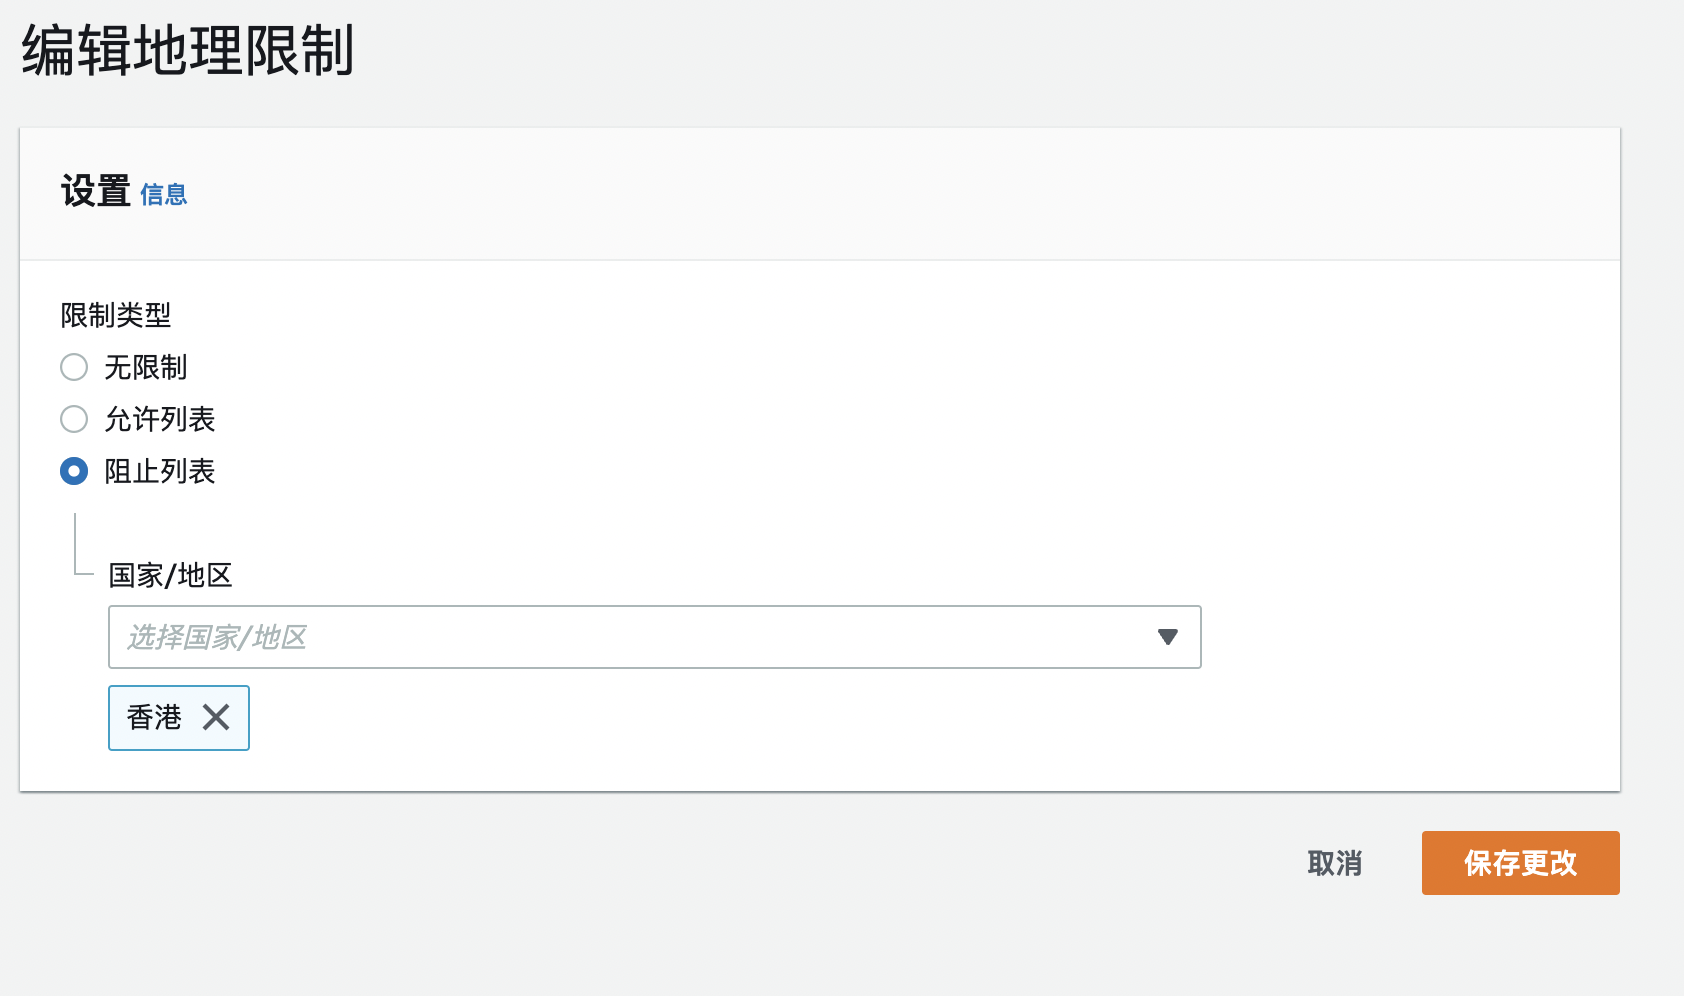 编辑地理限制
设置 信息
限制类型
无限制
允许列表
阻止列表
国家/地区
选择国家/地区
香港
取消
保存更改